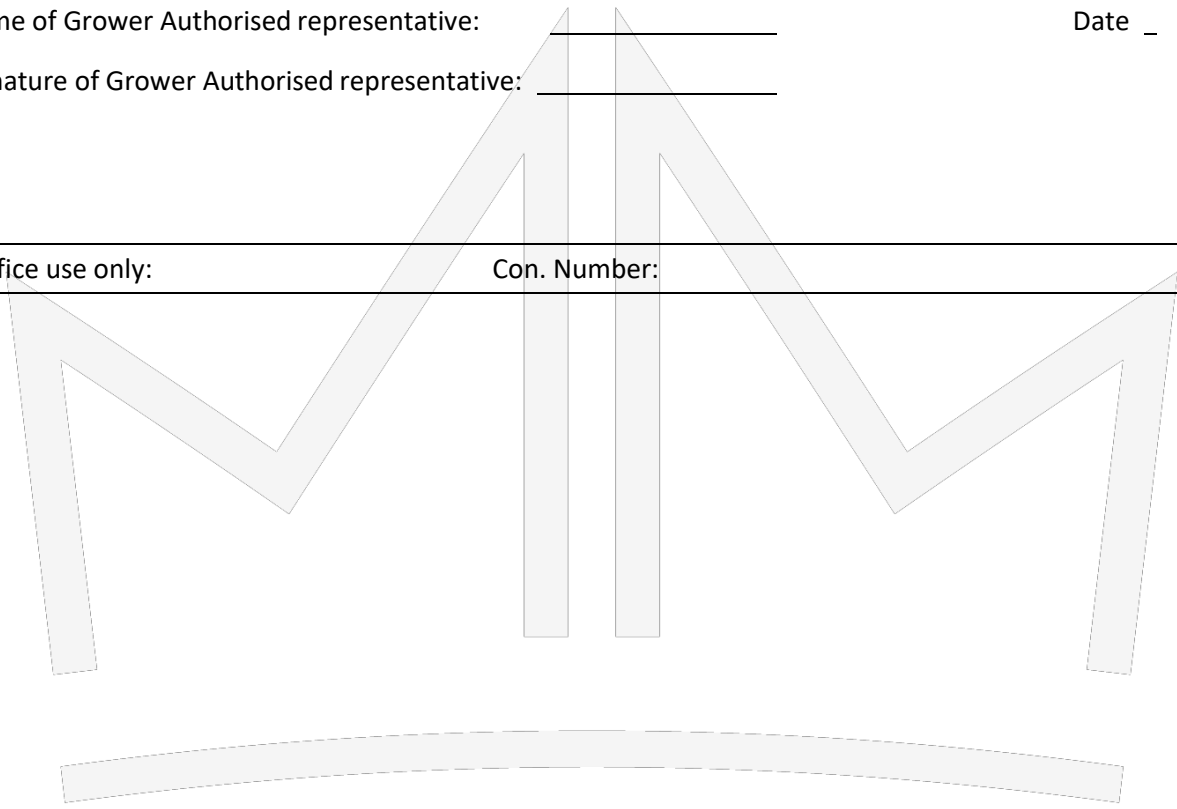 me of Grower Authorised representative: Date
nature of Grower Authorised representative:
fice use only: Con. Number: